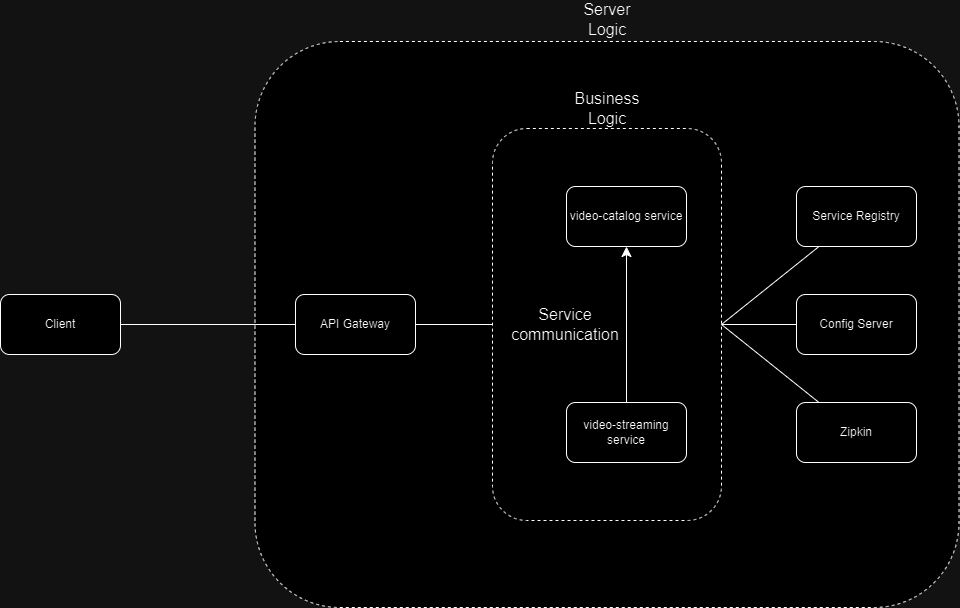 Server
Logic
Business
Logic
video-catalog service
Service Registry
Client
API Gateway
Service
communication
Config Server
video-streaming
service
Zipkin